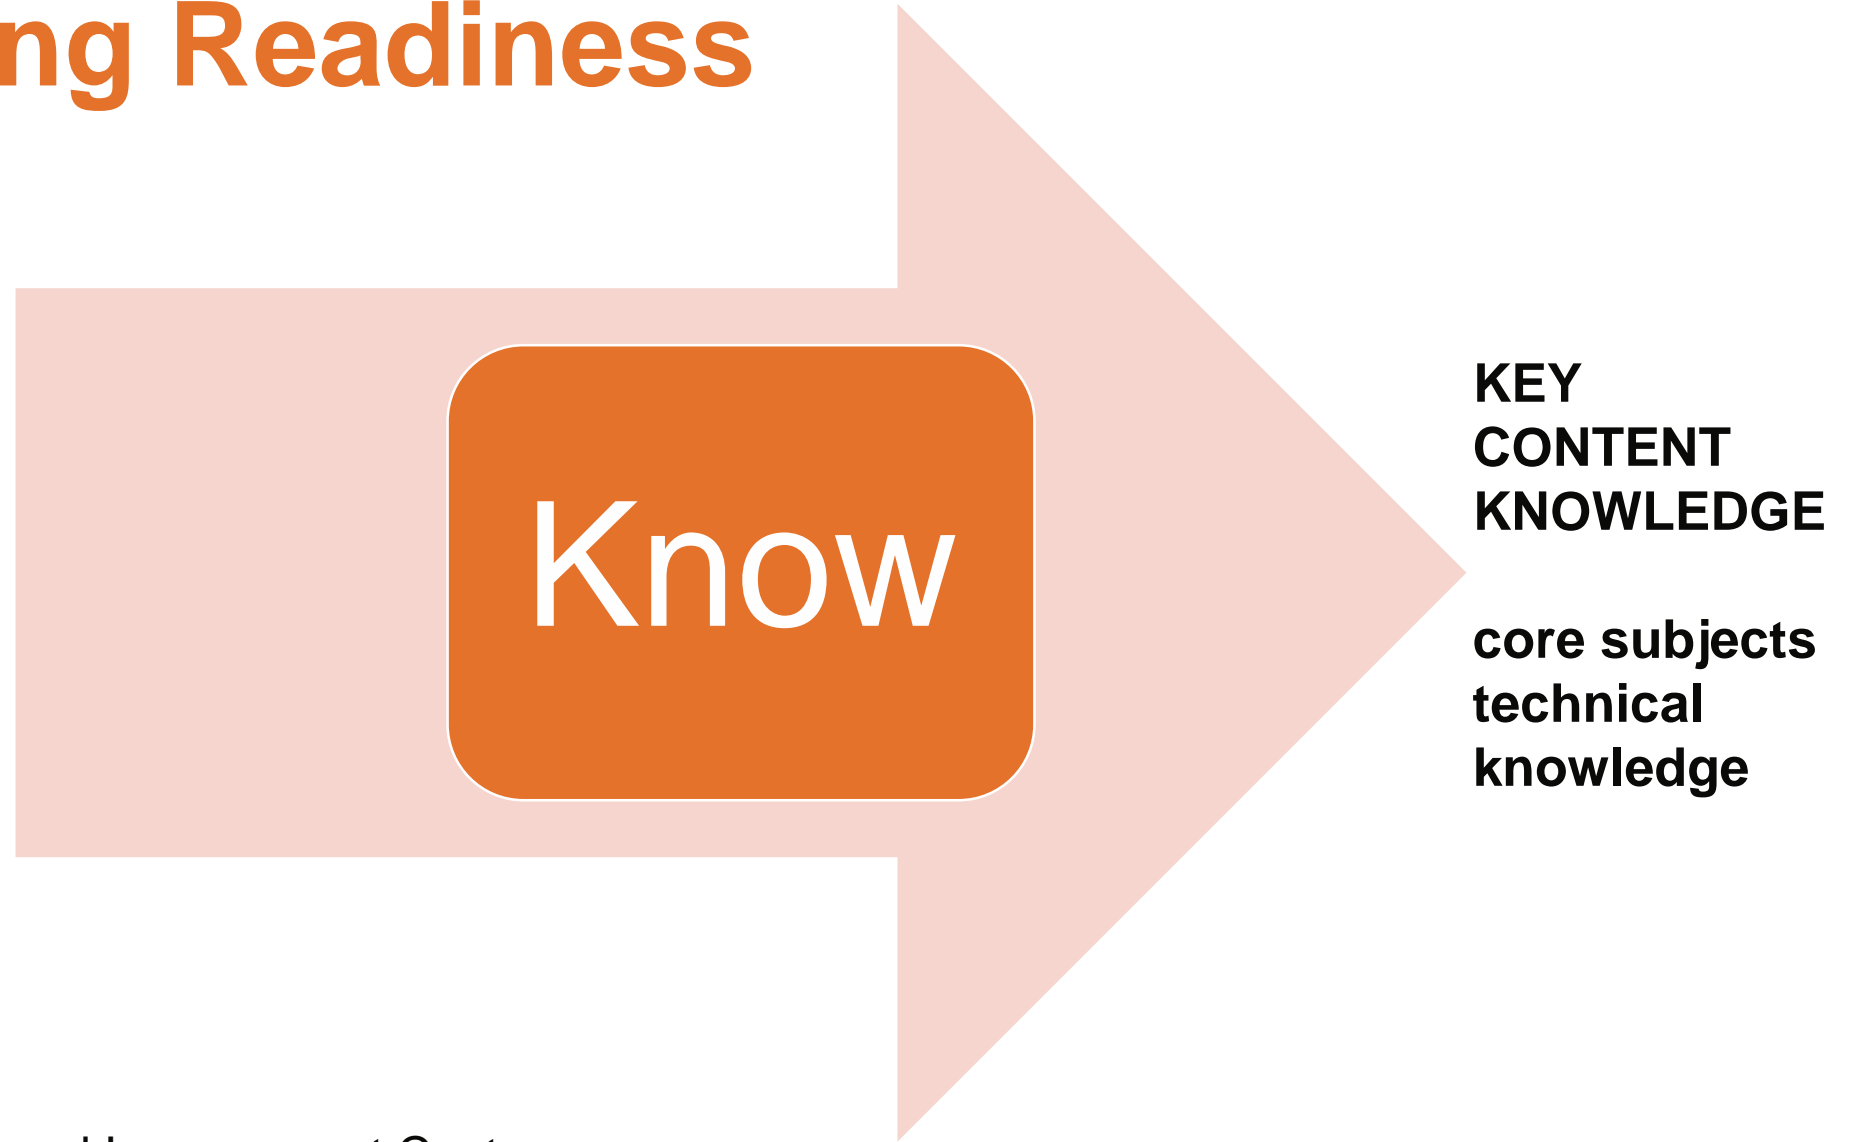 ng Readiness
Know
KEY
CONTENT
KNOWLEDGE
core subjects
technical
knowledge